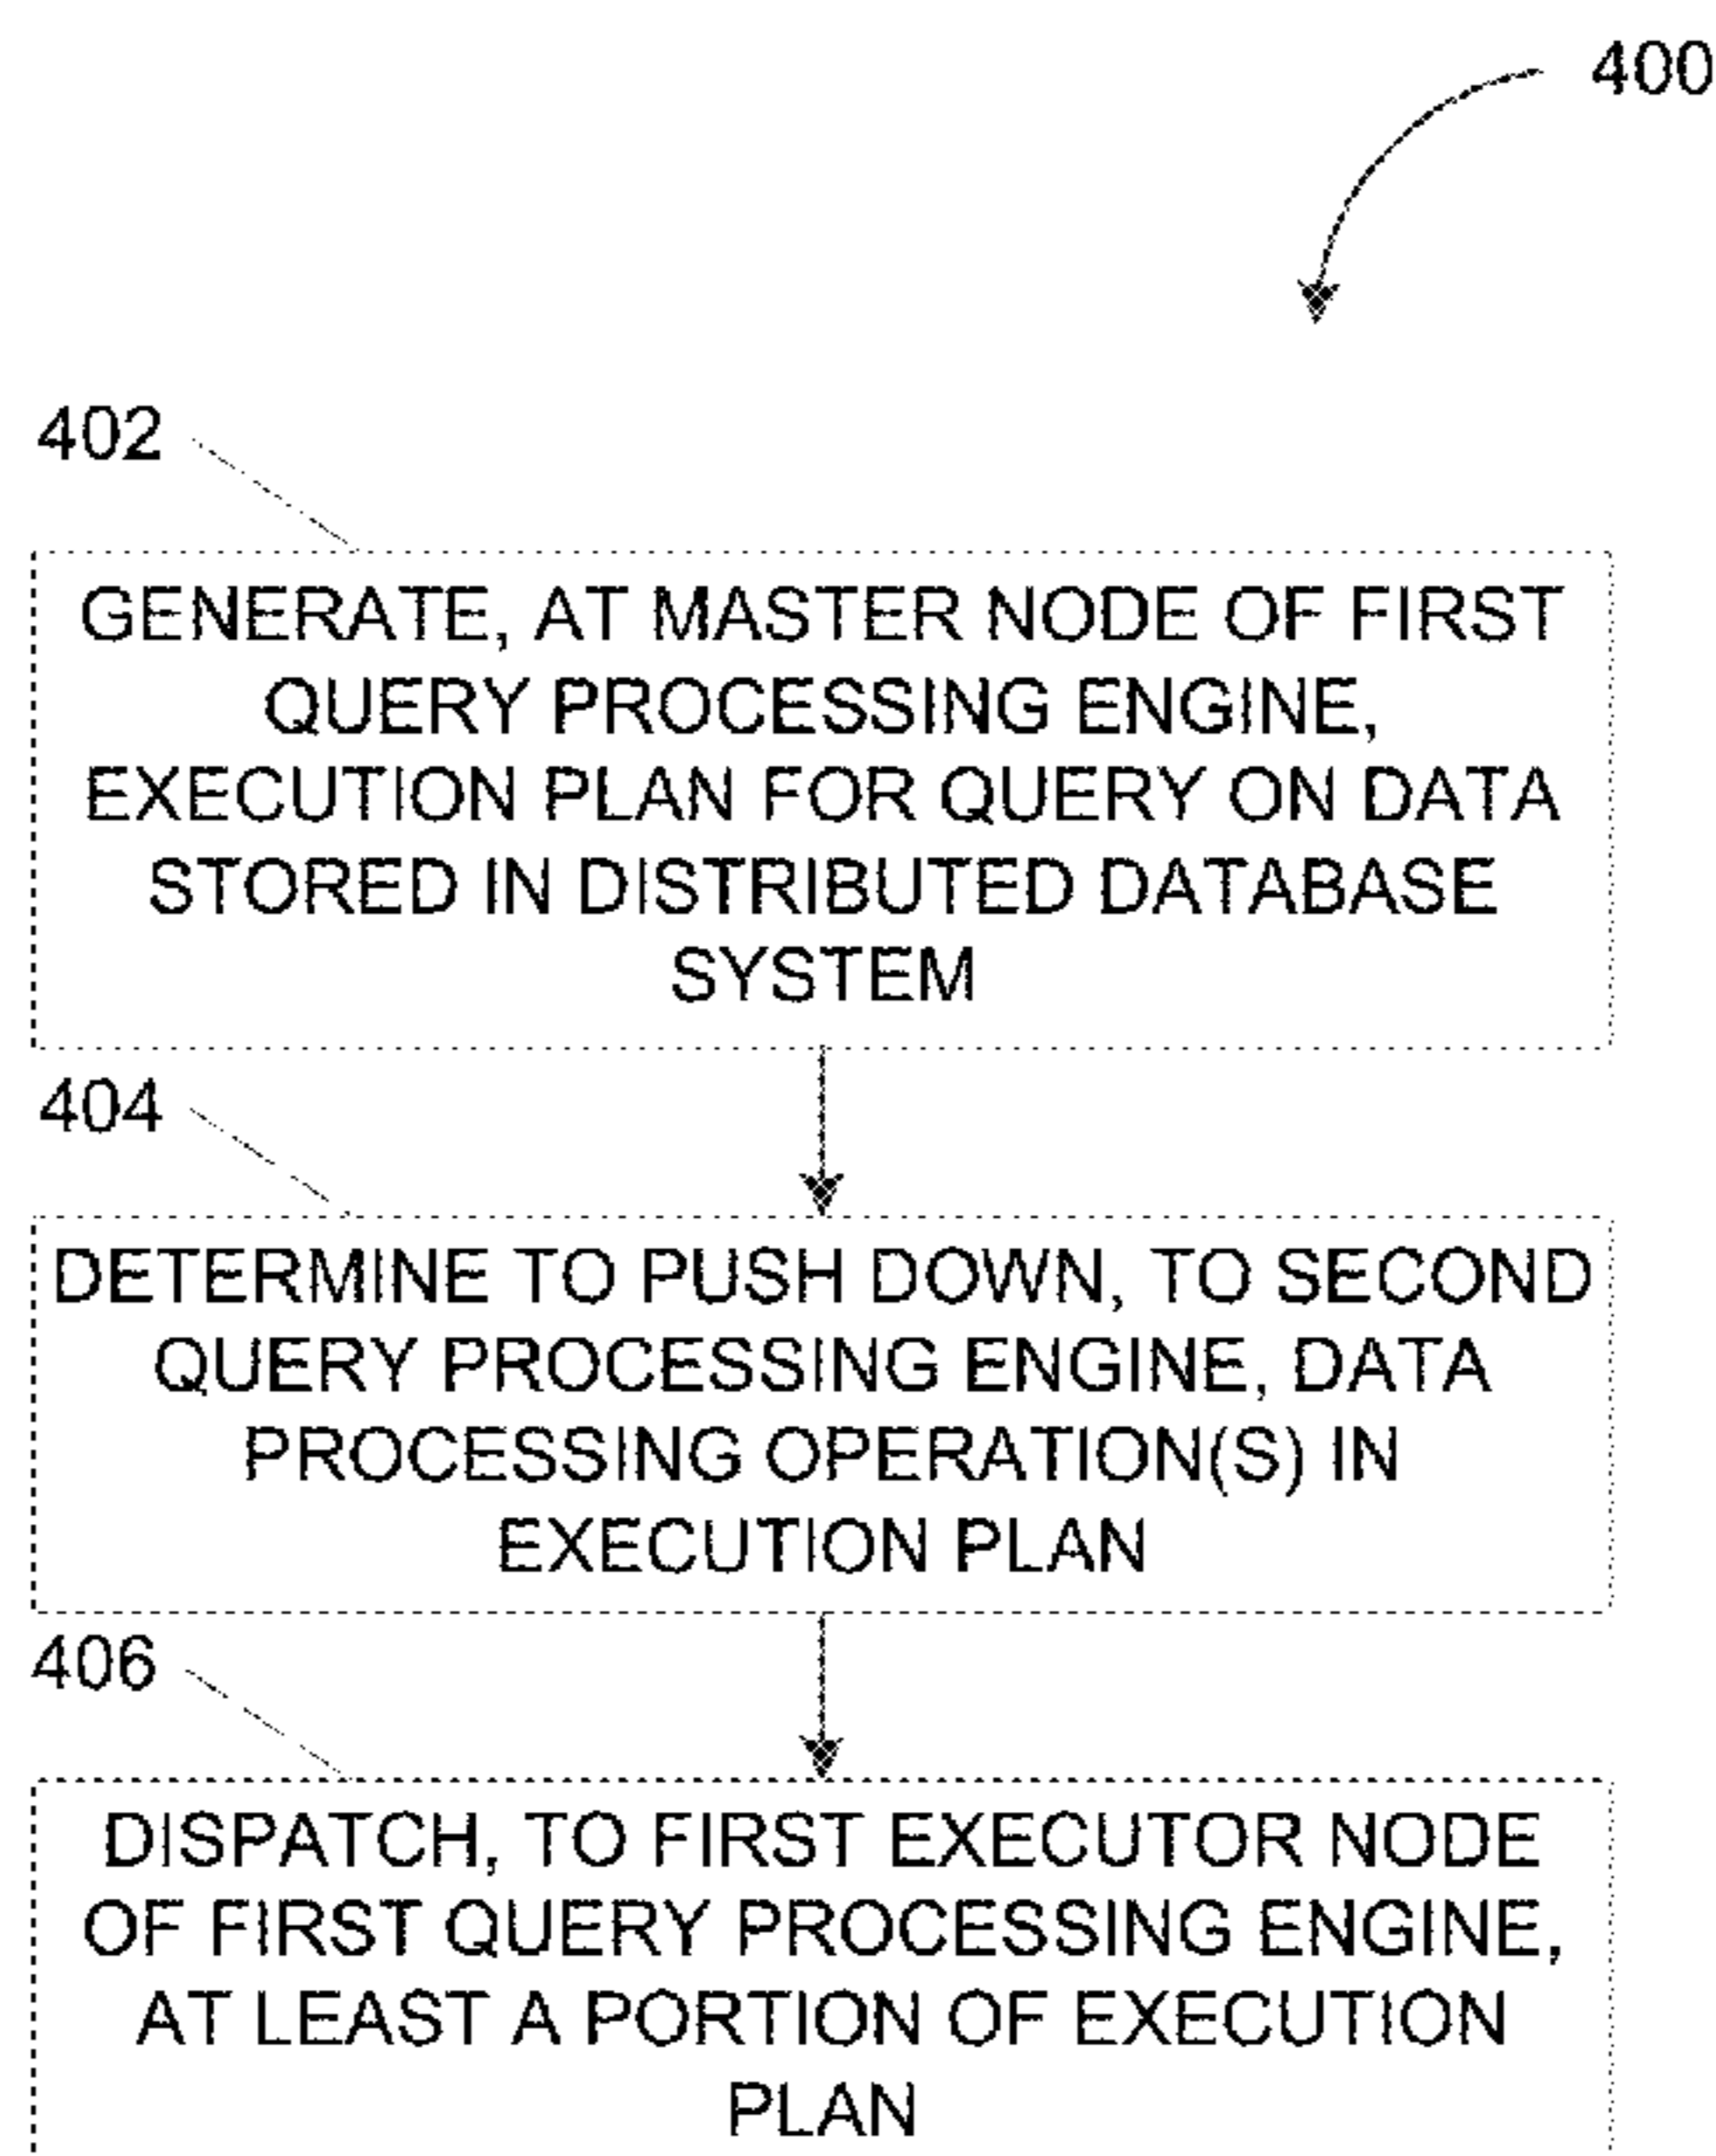 400
402
GENERATE, AT MASTER NODE OF FIRST
QUERY PROCESSING ENGINE,
EXECUTION PLAN FOR QUERY ON DATA
STORED IN DISTRIBUTED DATABASE
SYSTEM
404
DETERMINE TO PUSH DOWN, TO SECOND
QUERY PROCESSING ENGINE, DATA
PROCESSING OPERATION(S) IN
EXECUTION PLAN
406
DISPATCH, TO FIRST EXECUTOR NODE
OF FIRST QUERY PROCESSING ENGINE,
AT LEAST A PORTION OF EXECUTION
PLAN